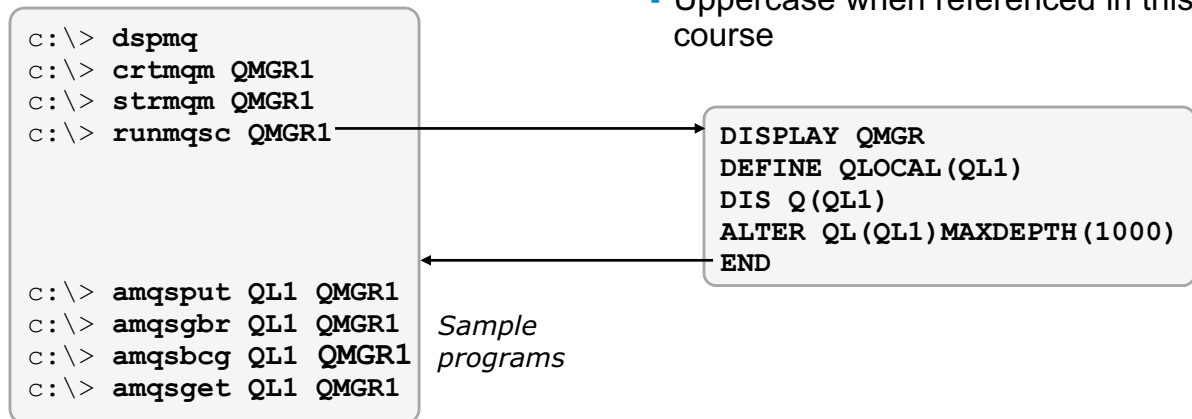 - Uppercase when referenced in this
course
c:\> dspmq
c:\> crtmqm QMGR1
c:\> strmqm QMGR1
c:\> runmqsc QMGR1
DISPLAY QMGR
DEFINE QLOCAL(QL1)
DIS Q(QL1)
ALTER QL(QL1)MAXDEPTH(1000)
END
c:\> amqsput QL1 QMGR1
c:\> amqsgbr QL1 QMGR1
c:\> amqsbcg QL1 QMGR1
c:\> amqsget QL1 QMGR1
Sample
programs